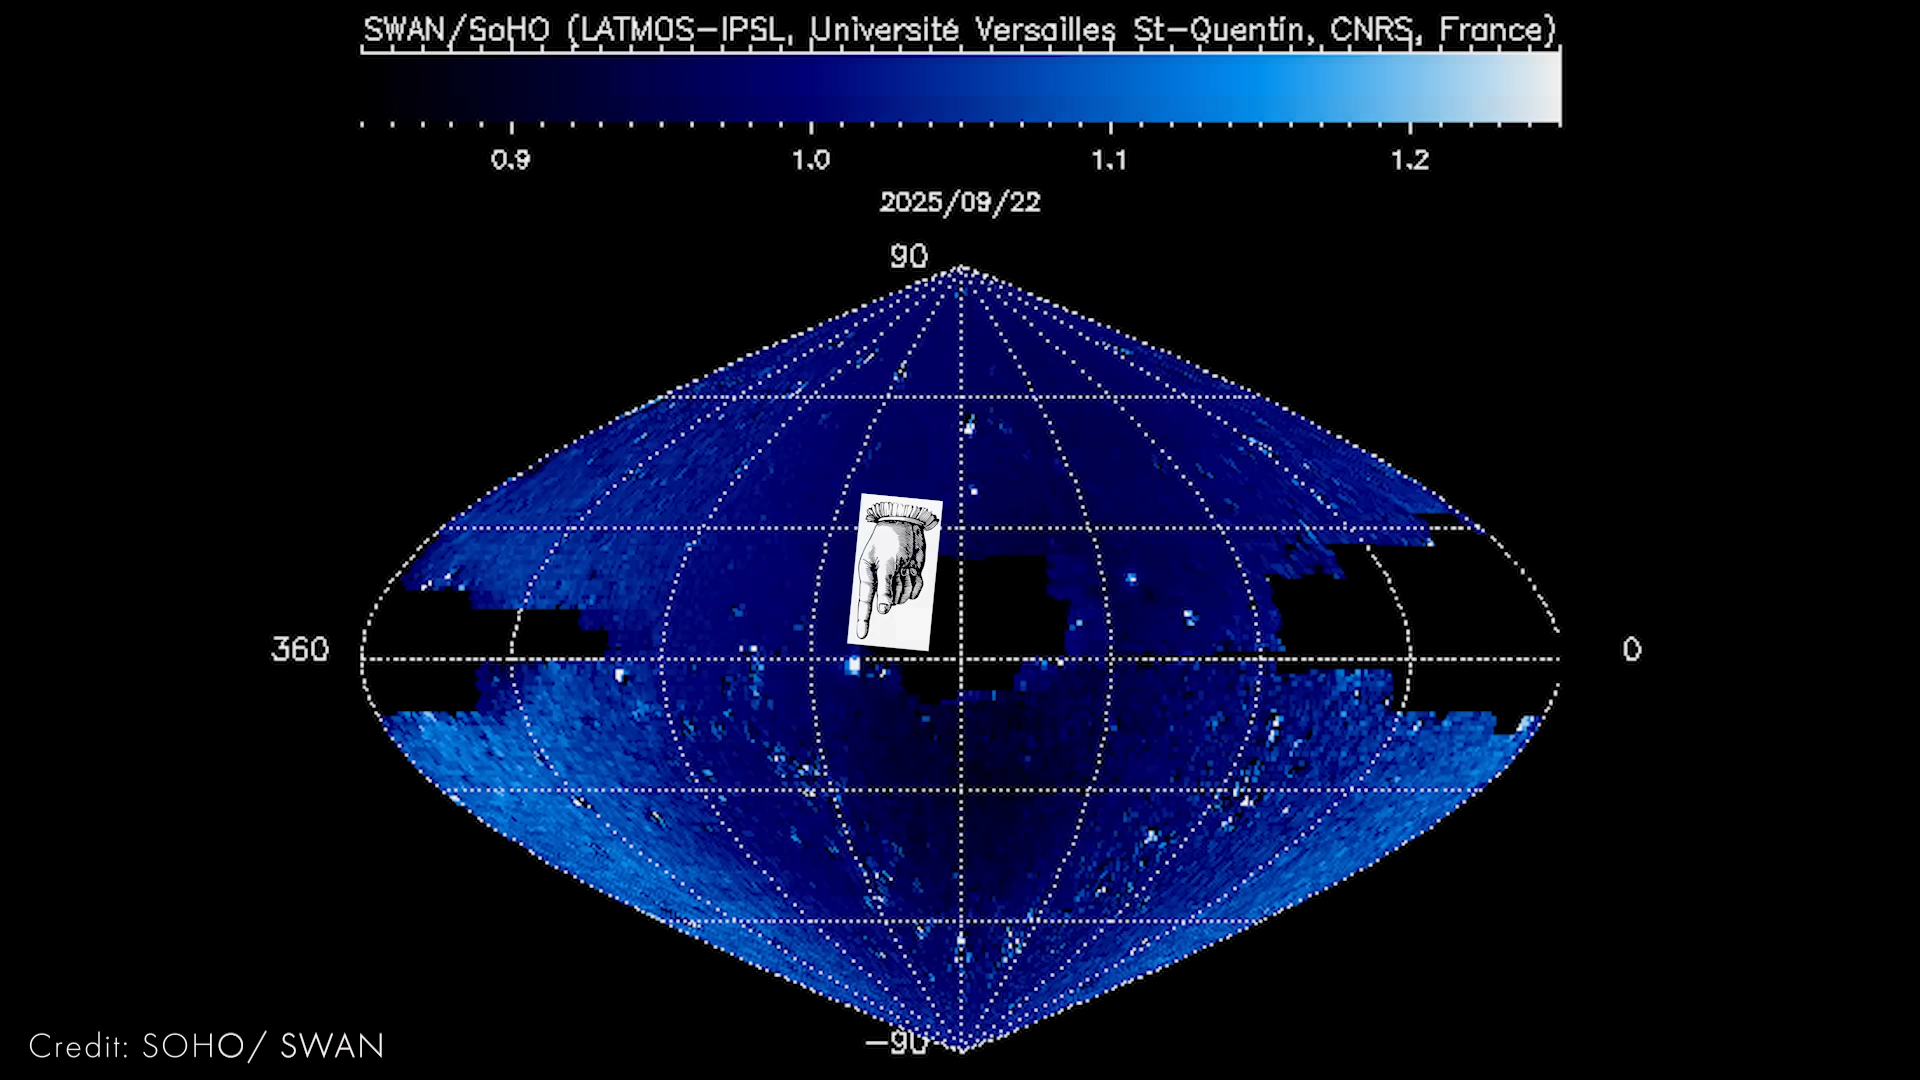 SWAN/SoHO (LATMOS-IPSL, Université Versailles St-Quentin, CNRS, France)
0.9 1.0 1.1 1.2
2025/09/22
90
360 0
-90
Credit: SOHO/ SWAN